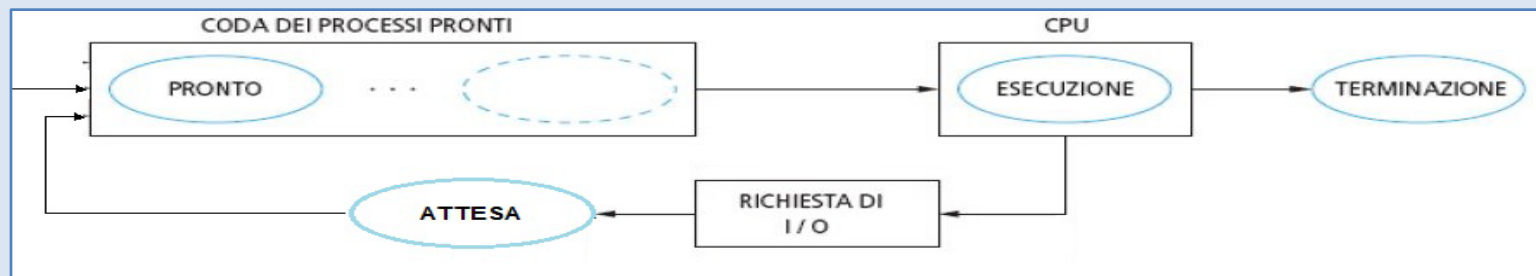 CODA DEI PROCESSI PRONTI
CPU
PRONTO
. . .
ESECUZIONE
TERMINAZIONE
ATTESA
RICHIESTA DI
I / O